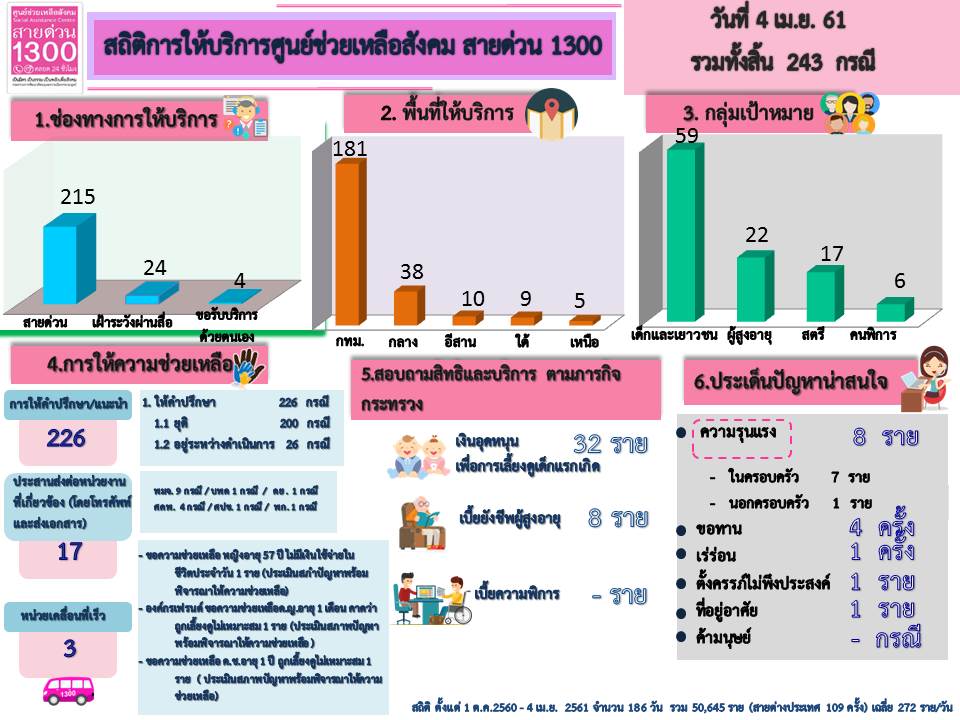 ศูนย์ช่วยเหลือสังคม
Social Assistance Center
สายด่วน
1300
ตลอด 24 ชั่วโมง
สถิติการให้บริการศูนย์ช่วยเหลือสังคม สายด่วน 1300
วันที่ 4 เม.ย. 61
รวมทั้งสิ้น 243 กรณี
1.ช่องทางการให้บริการ
215
24
4
สายด่วน
เฝ้าระวังผ่านสื่อ
ขอรับบริการ
ด้วยตนเอง
2. พื้นที่ให้บริการ
181
38
10
9
5
กทม.
กลาง
อีสาน
ใต้
เหนือ
3. กลุ่มเป้าหมาย
59
22
17
6
เด็กและเยาวชน
ผู้สูงอายุ
สตรี
คนพิการ
4.การให้ความช่วยเหลือ
การให้คำปรึกษา/แนะนำ
226
1. ให้คำปรึกษา 226 กรณี
1.1 ยุติ 200 กรณี
1.2 อยู่ระหว่างดำเนินการ 26 กรณี
ประสานส่งต่อหน่วยงาน
ที่เกี่ยวข้อง (โดยโทรศัพท์
และส่งเอกสาร)
17
พมจ. 9 กรณี / บพด 1 กรณี / ดย . 1 กรณี
สคพ. 4 กรณี / สปช. 1 กรณี / พก . 1 กรณี
หน่วยเคลื่อนที่เร็ว
3
1300
- ขอความช่วยเหลือ หญิงอายุ 57 ปี ไม่มีเงินใช้จ่ายใน
ชีวิตประจำวัน 1 ราย (ประเมินสภำปัญหาพร้อม
พิจารณาให้ความช่วยเหลือ)
- องค์กรเฟรนด์ ขอความช่วยเหลือด.ญ.อายุ 1 เดือน คาดว่า
ถูกเลี้ยงดูไม่เหมาะสม 1 ราย (ประเมินสภาพปัญหา
พร้อมพิจารณาให้ความช่วยเหลือ )
- ขอความช่วยเหลือ ด.ช.อายุ 1 ปี ถูกเลี้ยงดูไม่เหมาะสม 1
ราย ( ประเมินสภาพปัญหาพร้อมพิจารณาให้ความ
ช่วยเหลือ)
5.สอบถามสิทธิและบริการ ตามภารกิจ
กระทรวง
เงินอุดหนุน 32 ราย
เพื่อการเลี้ยงดูเด็กแรกเกิด
เบี้ยยังชีพผู้สูงอายุ 8 ราย
เบี้ยความพิการ - ราย
6.ประเด็นปัญหาน่าสนใจ
ความรุนแรง 8 ราย
- ในครอบครัว 7 ราย
- นอกครอบครัว 1 ราย
ขอทาน 4 ครั้ง
เร่ร่อน 1 ครั้ง
ตั้งครรภ์ไม่พึงประสงค์ 1 ราย
ที่อยู่อาศัย 1 ราย
ค้ามนุษย์ - กรณี
สถิติ ตั้งแต่ 1 ต.ค.2560 - 4 เม.ย. 2561 จำนวน 186 วัน รวม 50,645 ราย (สายต่างประเทศ 109 ครั้ง) เฉลี่ย 272 ราย/วัน